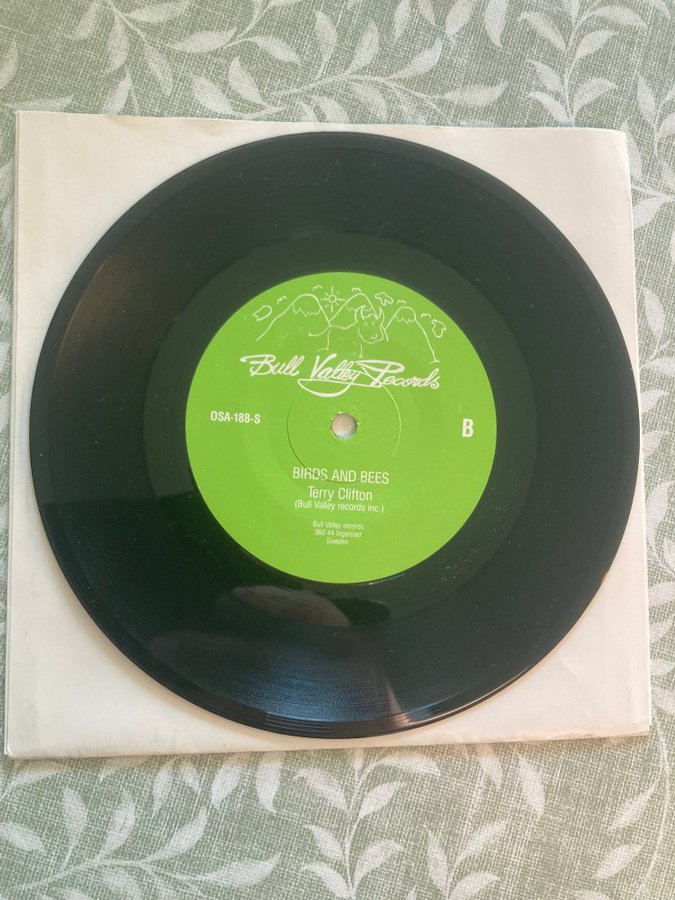 Bull Valley Records
OSA-188-S
B
BIRDS AND BEES
Terry Clifton
(Bull Valley records inc.)
Bull Valley records
360 44 Ingelstad
Sweden